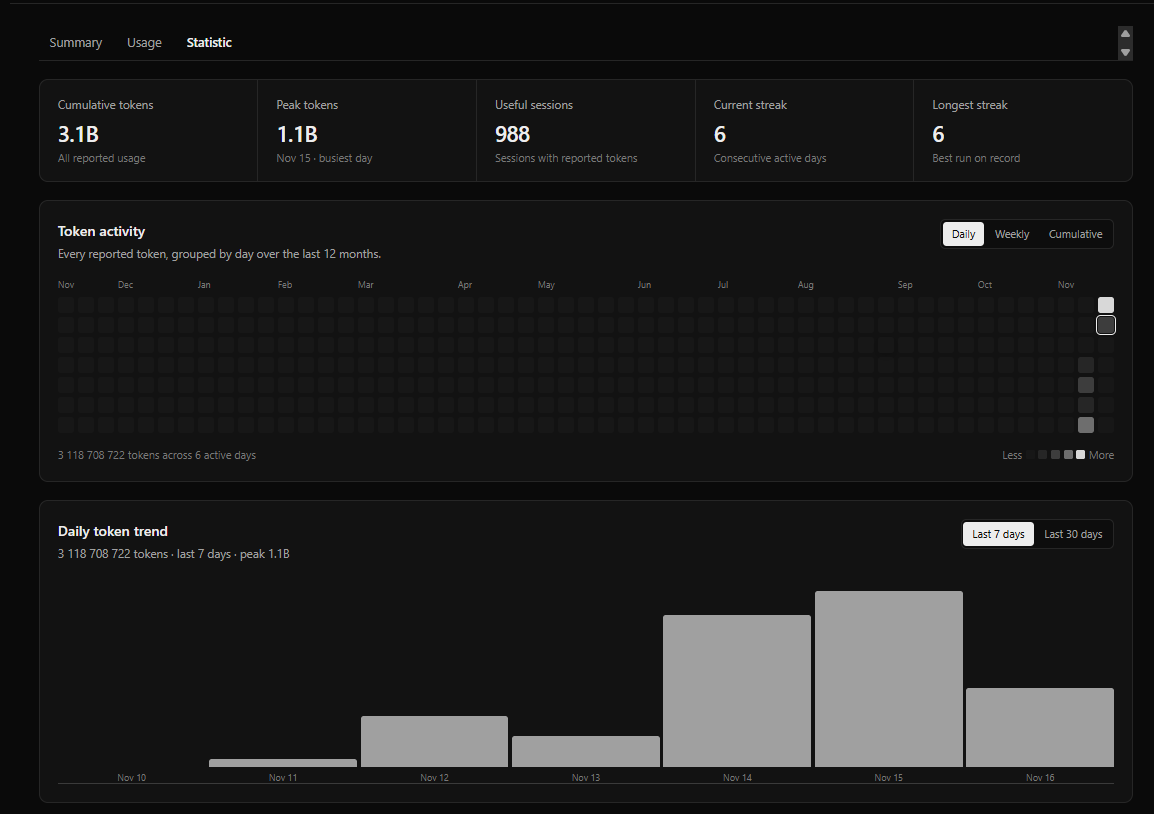 Summary Usage Statistic
Cumulative tokens Peak tokens Useful sessions Current streak Longest streak
3.1B 1.1B 988 6 6
All reported usage Nov 15 · busiest day Sessions with reported tokens Consecutive active days Best run on record
Token activity
Daily Weekly Cumulative
Every reported token, grouped by day over the last 12 months.
Nov Dec Jan Feb Mar Apr May Jun Jul Aug Sep Oct Nov
3 118 708 722 tokens across 6 active days
Less More
Daily token trend
Last 7 days Last 30 days
3 118 708 722 tokens · last 7 days · peak 1.1B
Nov 10 Nov 11 Nov 12 Nov 13 Nov 14 Nov 15 Nov 16